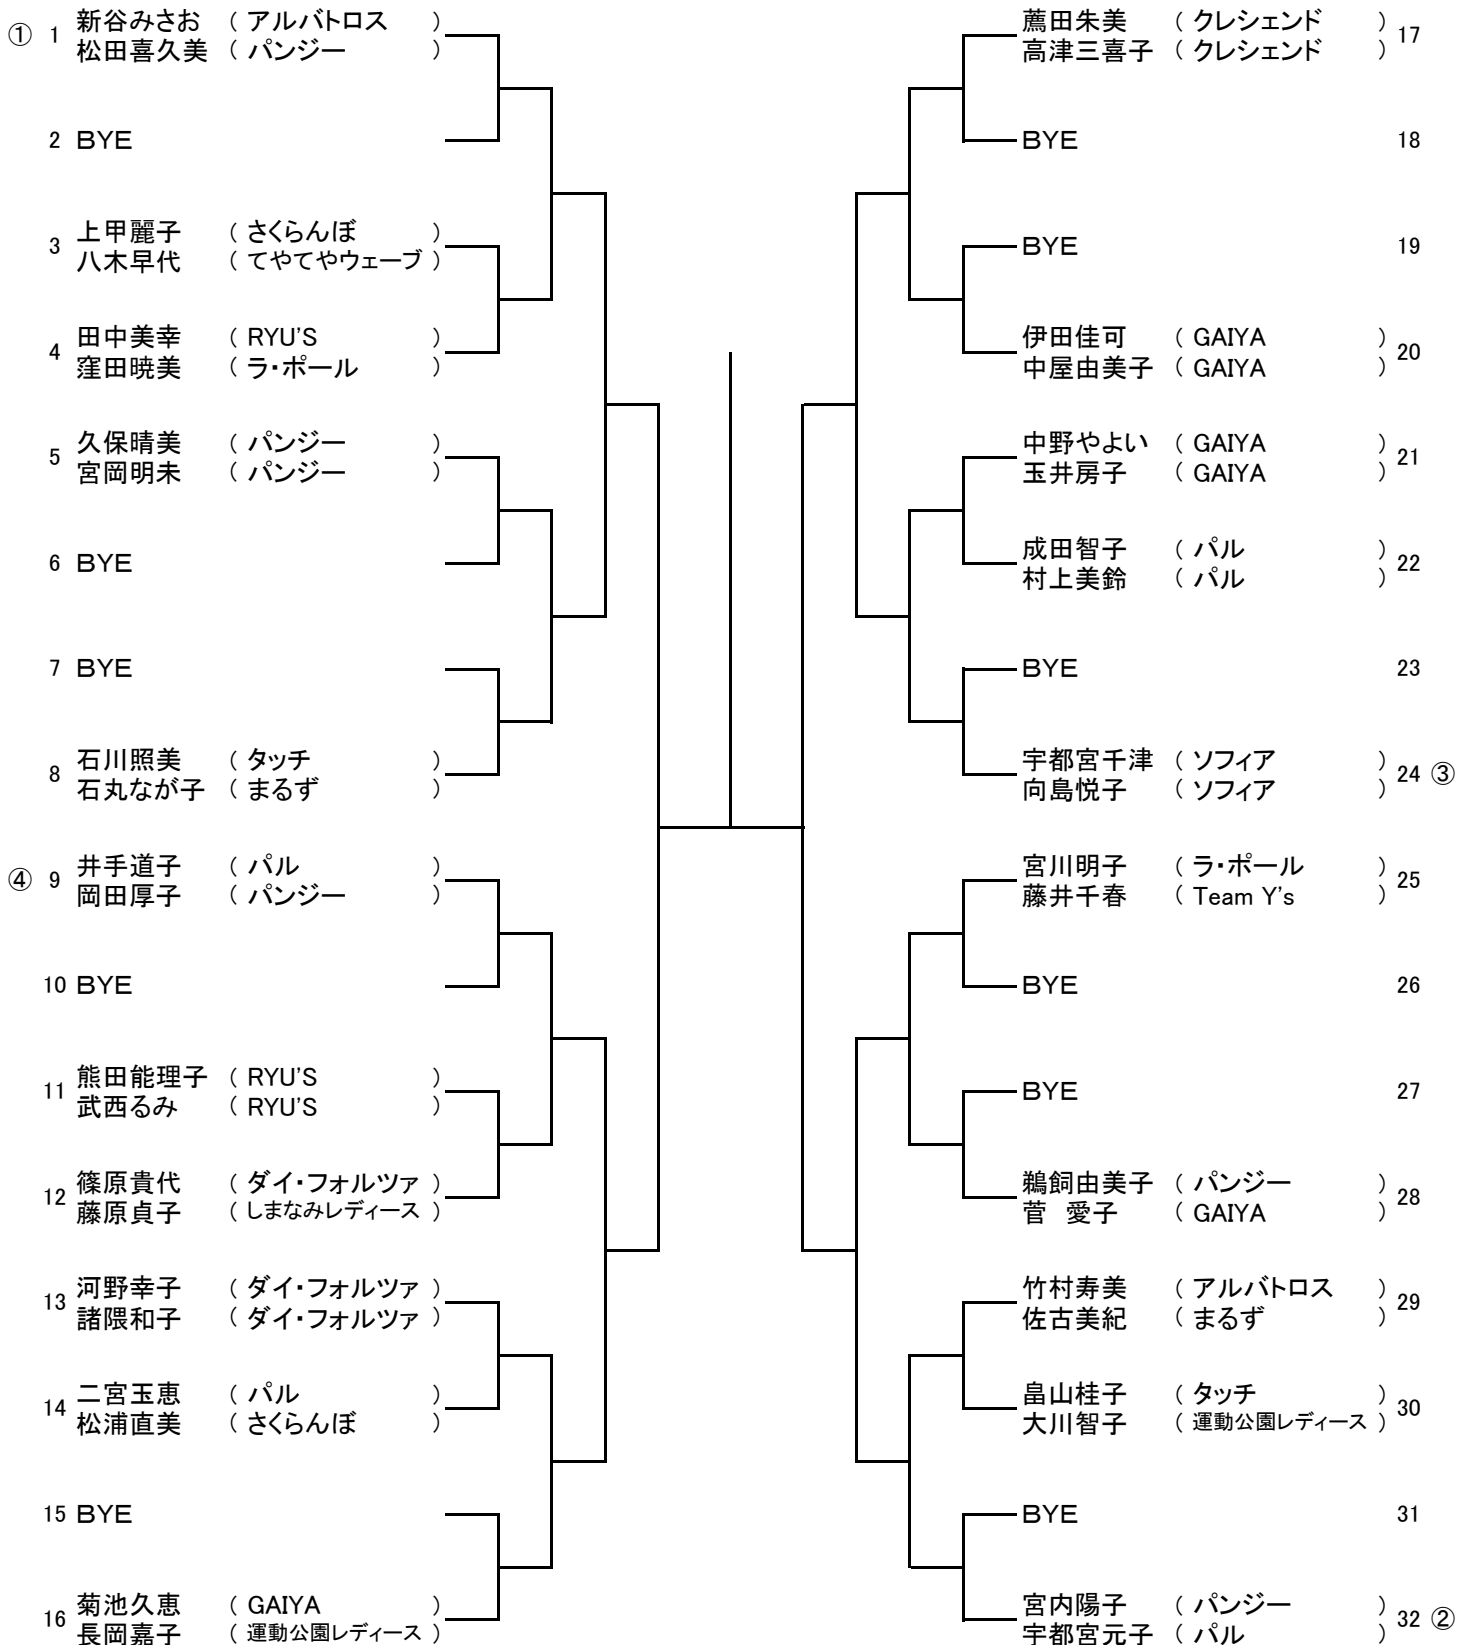 ① 1 新谷みさお ( アルバトロス )
松田喜久美 ( パンジー )
2 BYE
3 上甲麗子 ( さくらんぼ )
八木早代 ( てやてやウェーブ )
4 田中美幸 ( RYU'S )
窪田暁美 ( ラ・ポール )
5 久保晴美 ( パンジー )
宮岡明未 ( パンジー )
6 BYE
7 BYE
8 石川照美 ( タッチ )
石丸なが子 ( まるず )
④ 9 井手道子 ( パル )
岡田厚子 ( パンジー )
10 BYE
11 熊田能理子 ( RYU'S )
武西るみ ( RYU'S )
12 篠原貴代 ( ダイ・フォルツァ )
藤原貞子 ( しまなみレディース )
13 河野幸子 ( ダイ・フォルツァ )
諸隈和子 ( ダイ・フォルツァ )
14 二宮玉恵 ( パル )
松浦直美 ( さくらんぼ )
15 BYE
16 菊池久恵 ( GAIYA )
長岡嘉子 ( 運動公園レディース )
薦田朱美 ( クレシェンド ) 17
高津三喜子 ( クレシェンド )
BYE 18
BYE 19
伊田佳可 ( GAIYA ) 20
中屋由美子 ( GAIYA )
中野やよい ( GAIYA ) 21
玉井房子 ( GAIYA )
成田智子 ( パル ) 22
村上美鈴 ( パル )
BYE 23
宇都宮千津 ( ソフィア ) 24 ③
向島悦子 ( ソフィア )
宮川明子 ( ラ・ポール ) 25
藤井千春 ( Team Y's )
BYE 26
BYE 27
鵜飼由美子 ( パンジー ) 28
菅 愛子 ( GAIYA )
竹村寿美 ( アルバトロス ) 29
佐古美紀 ( まるず )
畠山桂子 ( タッチ ) 30
大川智子 ( 運動公園レディース )
BYE 31
宮内陽子 ( パンジー ) 32 ②
宇都宮元子 ( パル )